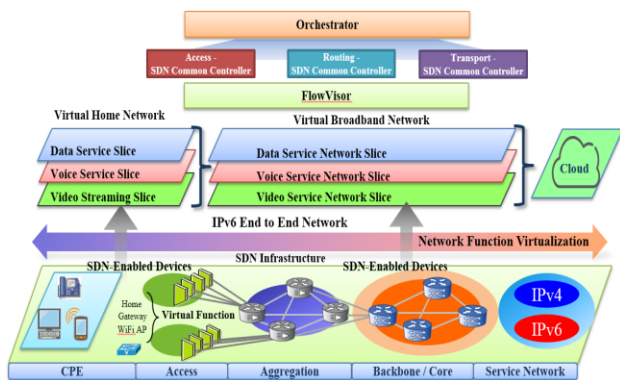 Orchestrator
Access -
SDN Common Controller
Routing -
SDN Common Controller
Transport -
SDN Common Controller
FlowVisor
Virtual Home Network
Virtual Broadband Network
Data Service Slice
Voice Service Slice
Video Streaming Slice
Data Service Network Slice
Voice Service Network Slice
Video Service Network Slice
Cloud
IPv6 End to End Network
Network Function Virtualization
SDN-Enabled Devices
SDN Infrastructure
SDN-Enabled Devices
Home
Gateway
WiFi AP
Virtual Function
IPv4
IPv6
CPE
Access
Aggregation
Backbone / Core
Service Network